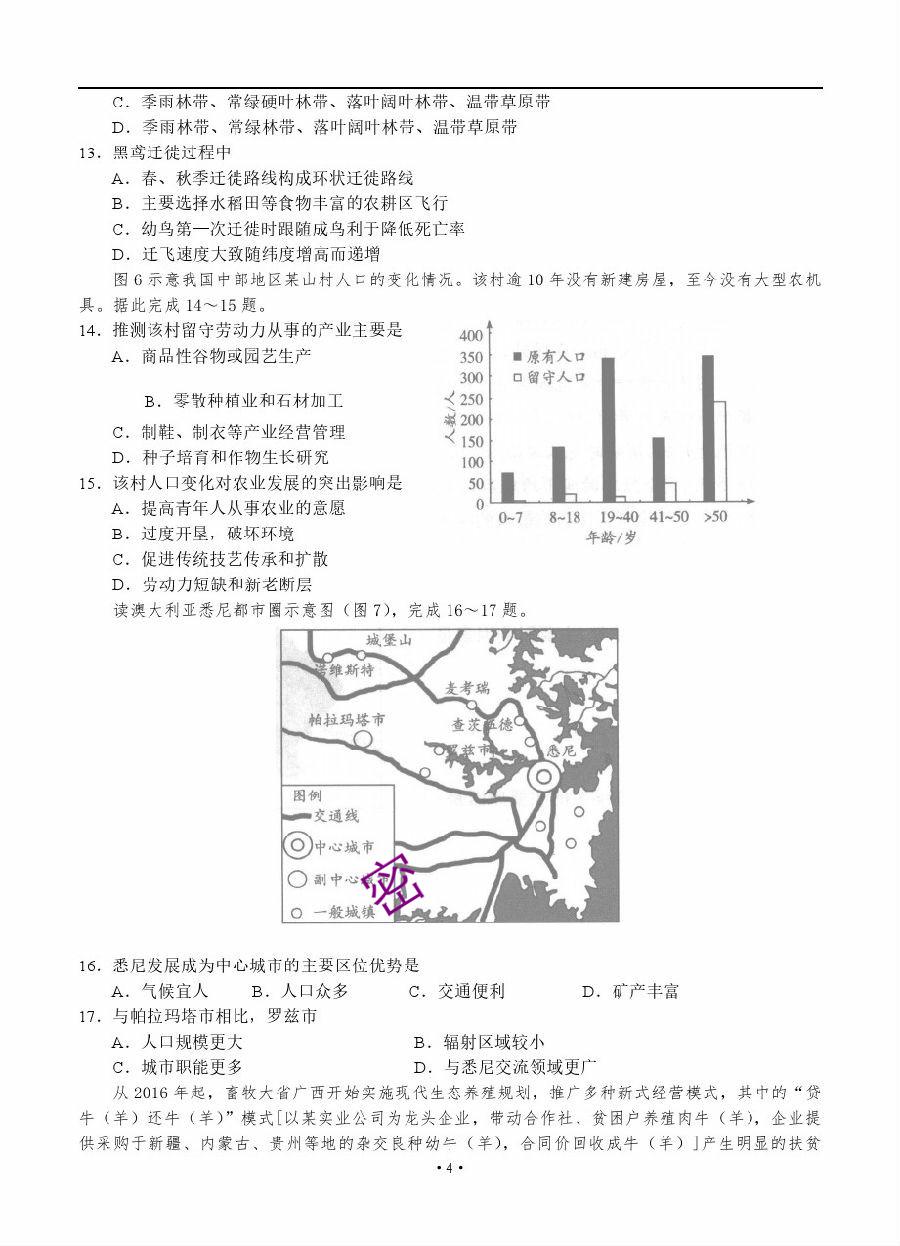 C．季雨林带、常绿硬叶林带、落叶阔叶林带、温带草原带
D．季雨林带、常绿林带、落叶阔叶林带、温带草原带
13．黑鸢迁徙过程中
A．春、秋季迁徙路线构成环状迁徙路线
B．主要选择水稻田等食物丰富的农耕区飞行
C．幼鸟第一次迁徙时跟随成鸟利于降低死亡率
D．迁飞速度大致随纬度增高而递增
图 6 示意我国中部地区某山村人口的变化情况。该村逾 10 年没有新建房屋，至今没有大型农机
具。据此完成 14～15 题。
14．推测该村留守劳动力从事的产业主要是
A．商品性谷物或园艺生产
B．零散种植业和石材加工
C．制鞋、制衣等产业经营管理
D．种子培育和作物生长研究
15．该村人口变化对农业发展的突出影响是
A．提高青年人从事农业的意愿
B．过度开垦，破坏环境
C．促进传统技艺传承和扩散
D．劳动力短缺和新老断层
人数/人
400
350
300
250
200
150
100
50
0
原有人口
留守人口
0~7 8~18 19~40 41~50 >50
年龄/岁
读澳大利亚悉尼都市圈示意图（图 7），完成 16～17 题。
城堡山
诺维斯特
麦考瑞
帕拉玛塔市
查茨伍德
罗兹市
悉尼
图例
交通线
中心城市
副中心城市
一般城镇
密
16．悉尼发展成为中心城市的主要区位优势是
A．气候宜人 B．人口众多 C．交通便利 D．矿产丰富
17．与帕拉玛塔市相比，罗兹市
A．人口规模更大 B．辐射区域较小
C．城市职能更多 D．与悉尼交流领域更广
从 2016 年起，畜牧大省广西开始实施现代生态养殖规划，推广多种新式经营模式，其中的“贷
牛（羊）还牛（羊）”模式[以某实业公司为龙头企业，带动合作社、贫困户养殖肉牛（羊），企业提
供采购于新疆、内蒙古、贵州等地的杂交良种幼牛（羊），合同价回收成牛（羊）]产生明显的扶贫
·4·